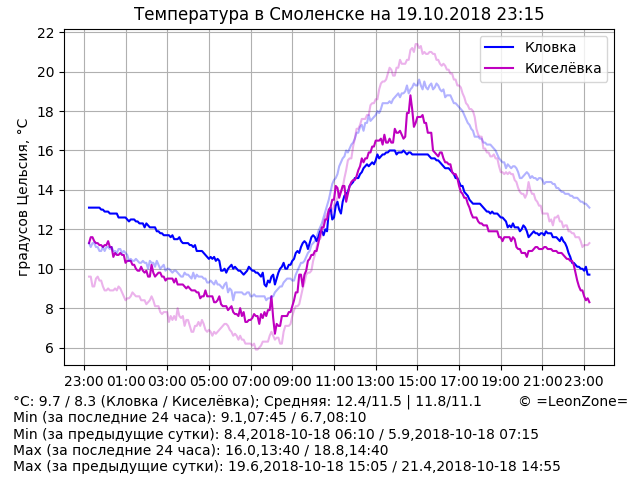 Температура в Смоленске на 19.10.2018 23:15
градусов Цельсия, °C
22
20
18
16
14
12
10
8
6
Кловка
Киселёвка
23:00 01:00 03:00 05:00 07:00 09:00 11:00 13:00 15:00 17:00 19:00 21:00 23:00
°C: 9.7 / 8.3 (Кловка / Киселёвка); Средняя: 12.4/11.5 | 11.8/11.1 © =LeonZone=
Min (за последние 24 часа): 9.1,07:45 / 6.7,08:10
Min (за предыдущие сутки): 8.4,2018-10-18 06:10 / 5.9,2018-10-18 07:15
Max (за последние 24 часа): 16.0,13:40 / 18.8,14:40
Max (за предыдущие сутки): 19.6,2018-10-18 15:05 / 21.4,2018-10-18 14:55